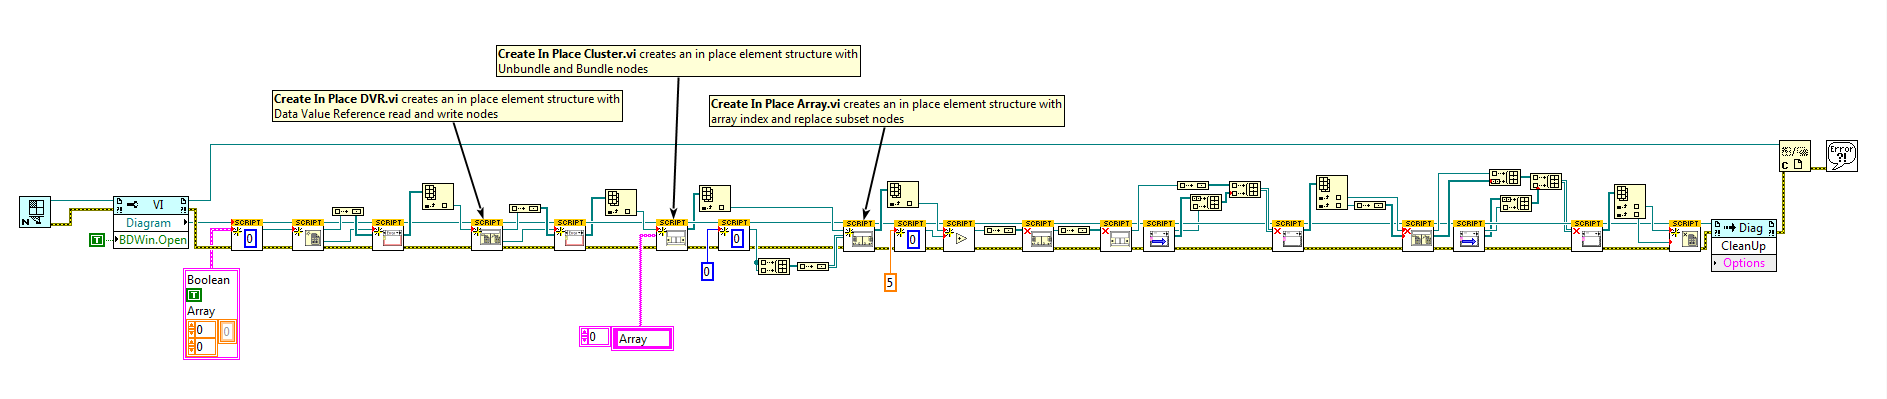 Create In Place Cluster.vi creates an in place element structure with
Unbundle and Bundle nodes
Create In Place DVR.vi creates an in place element structure with
Data Value Reference read and write nodes
Create In Place Array.vi creates an in place element structure with
array index and replace subset nodes
Error
?!
C
N
VI
Diagram
T
BDWin.Open
SCRIPT
0
SCRIPT
SCRIPT
SCRIPT
SCRIPT
SCRIPT
SCRIPT
0
SCRIPT
SCRIPT
0
SCRIPT
SCRIPT
SCRIPT
SCRIPT
SCRIPT
SCRIPT
SCRIPT
SCRIPT
SCRIPT
Diag
CleanUp
Options
0
5
Boolean
T
Array
0
0
0
0
Array